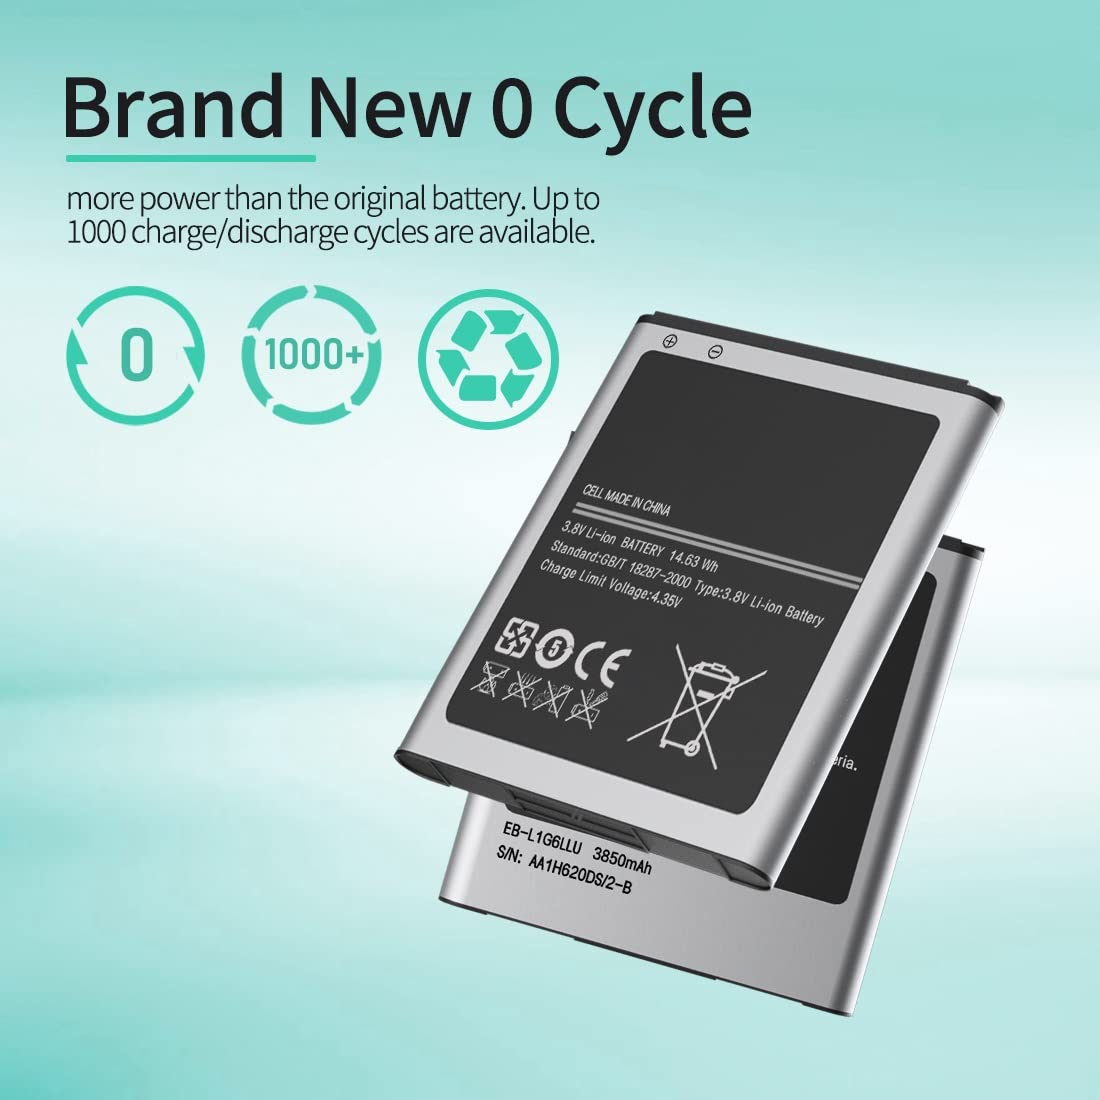 Brand New 0 Cycle
more power than the original battery. Up to
1000 charge/discharge cycles are available.
0
1000+
CELL MADE IN CHINA
3.8V Li-ion BATTERY 14.63 Wh
Standard:GB/T 18287-2000 Type:3.8V Li-ion Battery
Charge Limit Voltage:4.35V
5
CE
EB-L1G6LLU 3850mAh
S/N: AA1H620DS/2-B